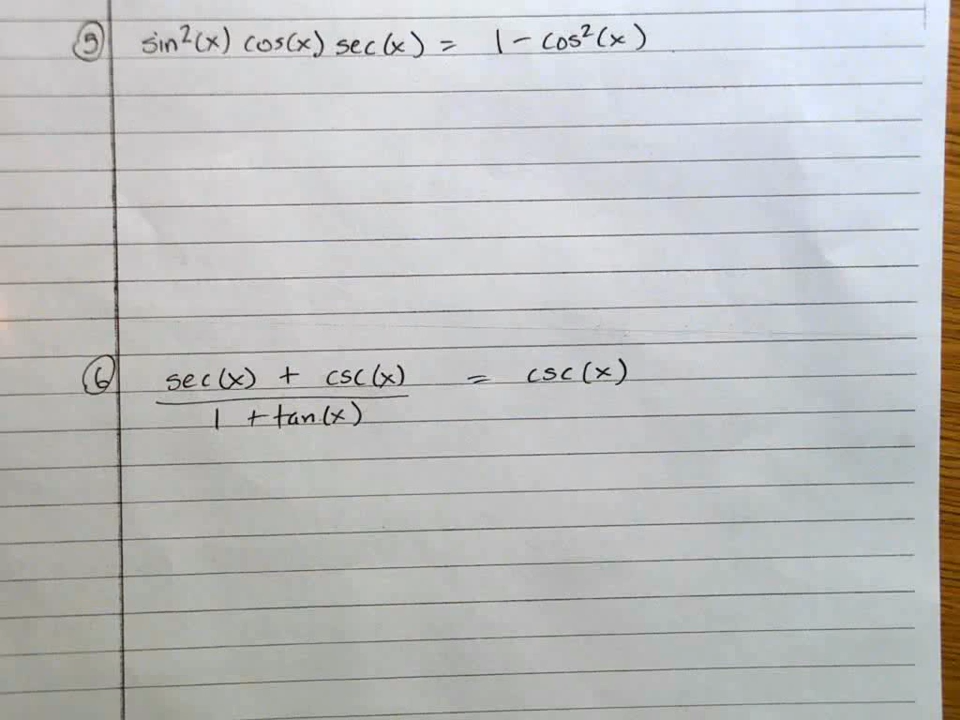 ⑤ sin²(x) cos(x) sec(x) = 1 - cos²(x)
⑥ sec(x) + csc(x) = csc(x)
1 + tan(x)